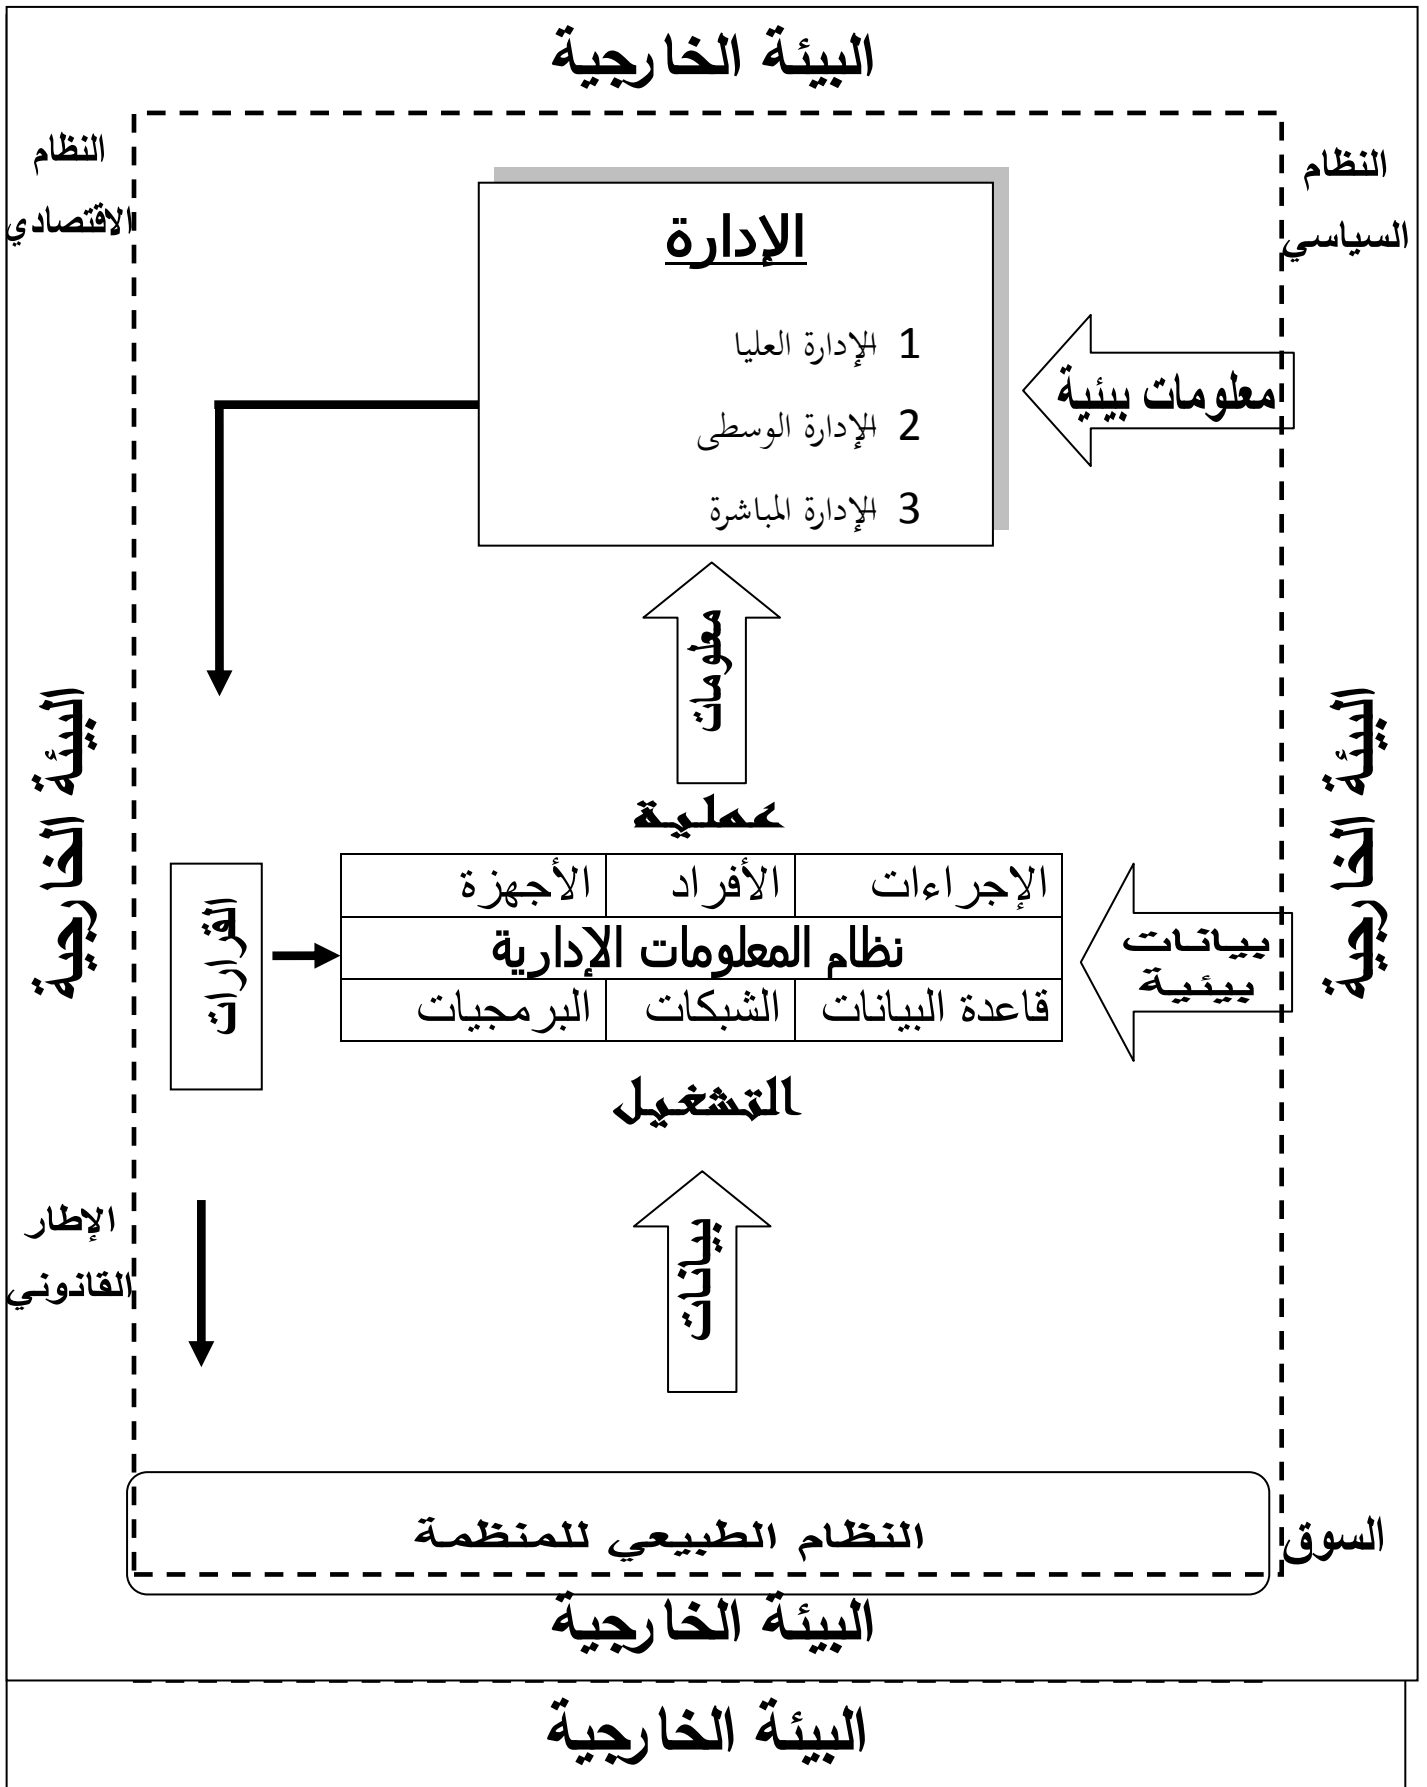 البيئة الخارجية
النظام
السياسي
النظام
الاقتصادي
الإدارة
1 الإدارة العليا
2 الإدارة الوسطى
3 الإدارة المباشرة
معلومات بيئية
معلومات
البيئة الخارجية
البيئة الخارجية
عملية
الإجراءات الأفراد الأجهزة
نظام المعلومات الإدارية
قاعدة البيانات الشبكات البرمجيات
بيانات
بيئية
القرارات
التشغيل
بيانات
الإطار
القانوني
النظام الطبيعي للمنظمة
السوق
البيئة الخارجية
البيئة الخارجية